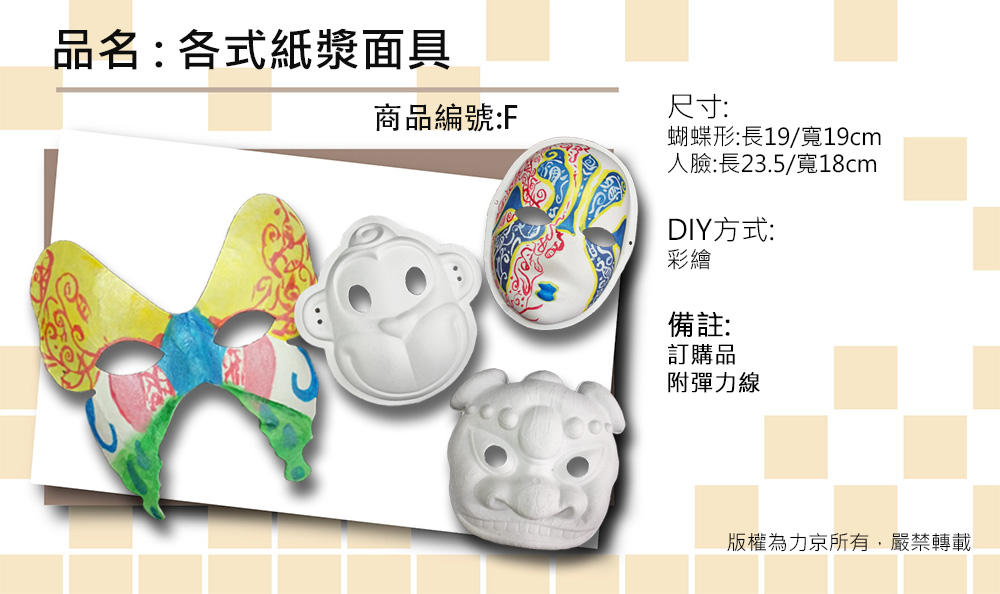 品名 : 各式紙漿面具
商品編號:F
尺寸:
蝴蝶形:長19/寬19cm
人臉:長23.5/寬18cm
DIY方式:
彩繪
備註:
訂購品
附彈力線
版權為力京所有，嚴禁轉載